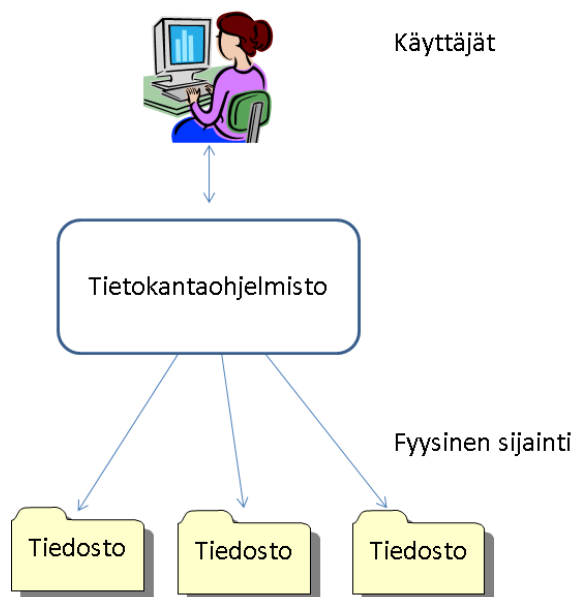 Käyttäjät
Tietokantaohjelmisto
Fyysinen sijainti
Tiedosto
Tiedosto
Tiedosto